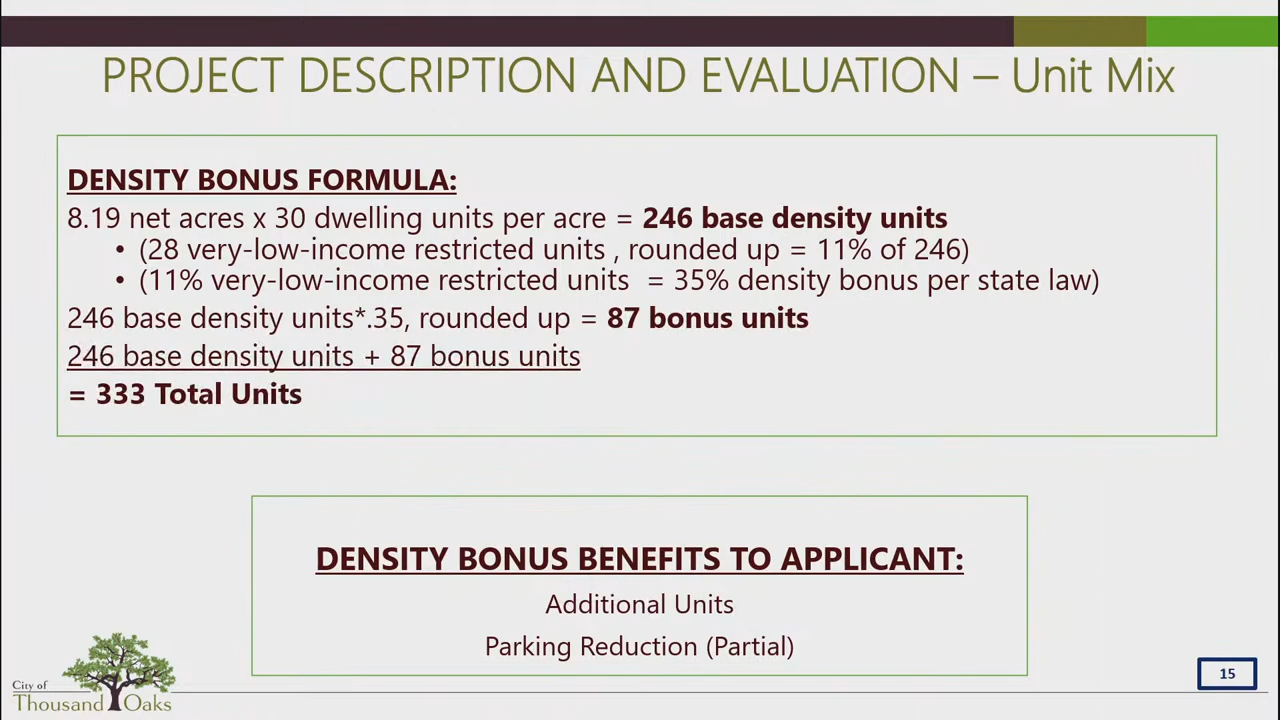 PROJECT DESCRIPTION AND EVALUATION – Unit Mix
DENSITY BONUS FORMULA:
8.19 net acres x 30 dwelling units per acre = 246 base density units
• (28 very-low-income restricted units , rounded up = 11% of 246)
• (11% very-low-income restricted units = 35% density bonus per state law)
246 base density units*.35, rounded up = 87 bonus units
246 base density units + 87 bonus units
= 333 Total Units
DENSITY BONUS BENEFITS TO APPLICANT:
Additional Units
Parking Reduction (Partial)
City of
Thousand Oaks
15